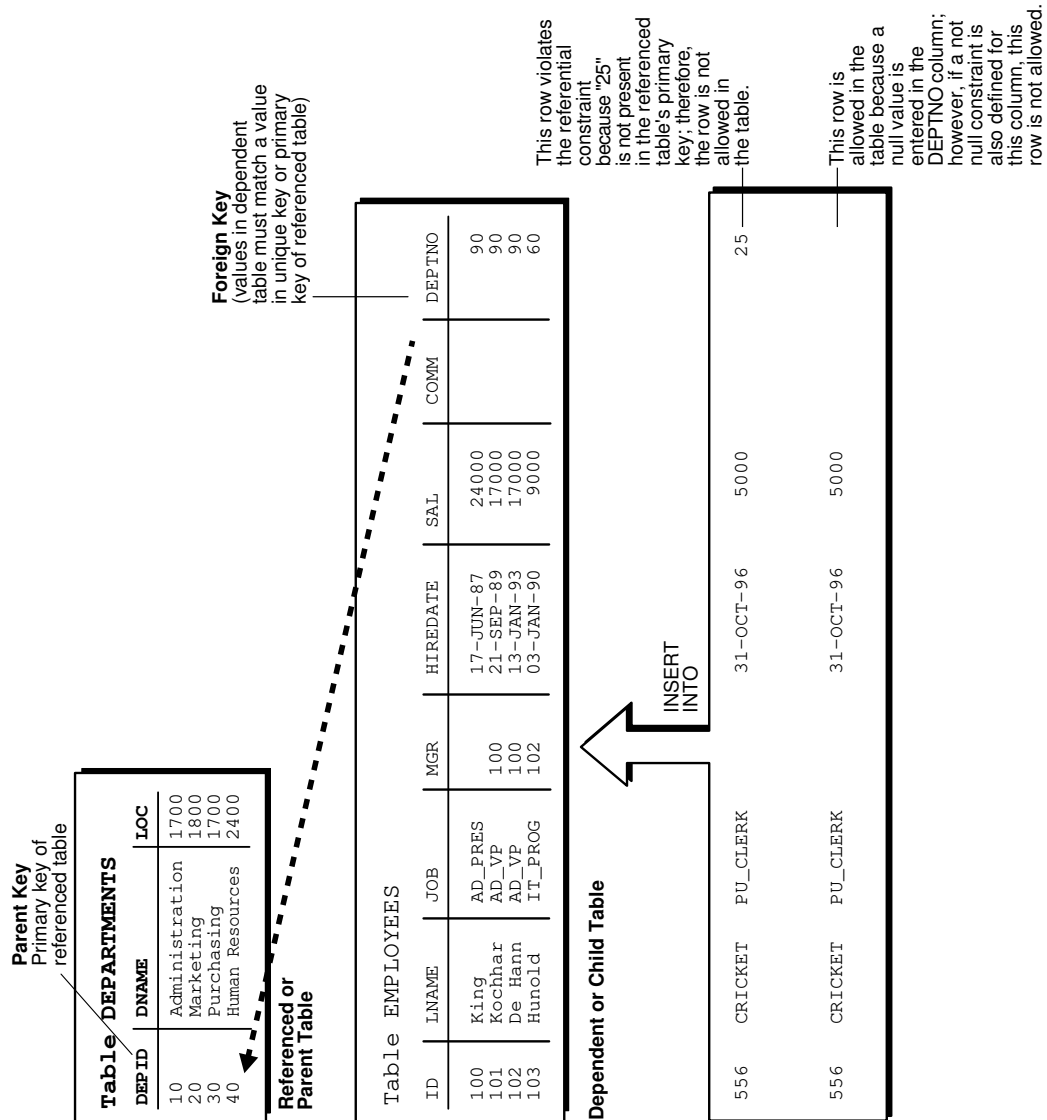 Parent Key
Primary key of
referenced table
Table DEPARTMENTS
DEPID DNAME LOC
10 Administration 1700
20 Marketing 1800
30 Purchasing 1700
40 Human Resources 2400
Referenced or
Parent Table
Foreign Key
(values in dependent
table must match a value
in unique key or primary
key of referenced table)
Table EMPLOYEES
ID LNAME JOB MGR HIREDATE SAL COMM DEPTNO
100 King AD_PRES 17-JUN-87 24000 90
101 Kochhar AD_VP 100 21-SEP-89 17000 90
102 De Hann AD_VP 100 13-JAN-93 17000 90
103 Hunold IT_PROG 102 03-JAN-90 9000 60
Dependent or Child Table
INSERT
INTO
This row violates
the referential
constraint
because "25"
is not present
in the referenced
table's primary
key; therefore,
the row is not
allowed in
the table.
556 CRICKET PU_CLERK 31-OCT-96 5000 25
556 CRICKET PU_CLERK 31-OCT-96 5000
This row is
allowed in the
table because a
null value is
entered in the
DEPTNO column;
however, if a not
null constraint is
also defined for
this column, this
row is not allowed.